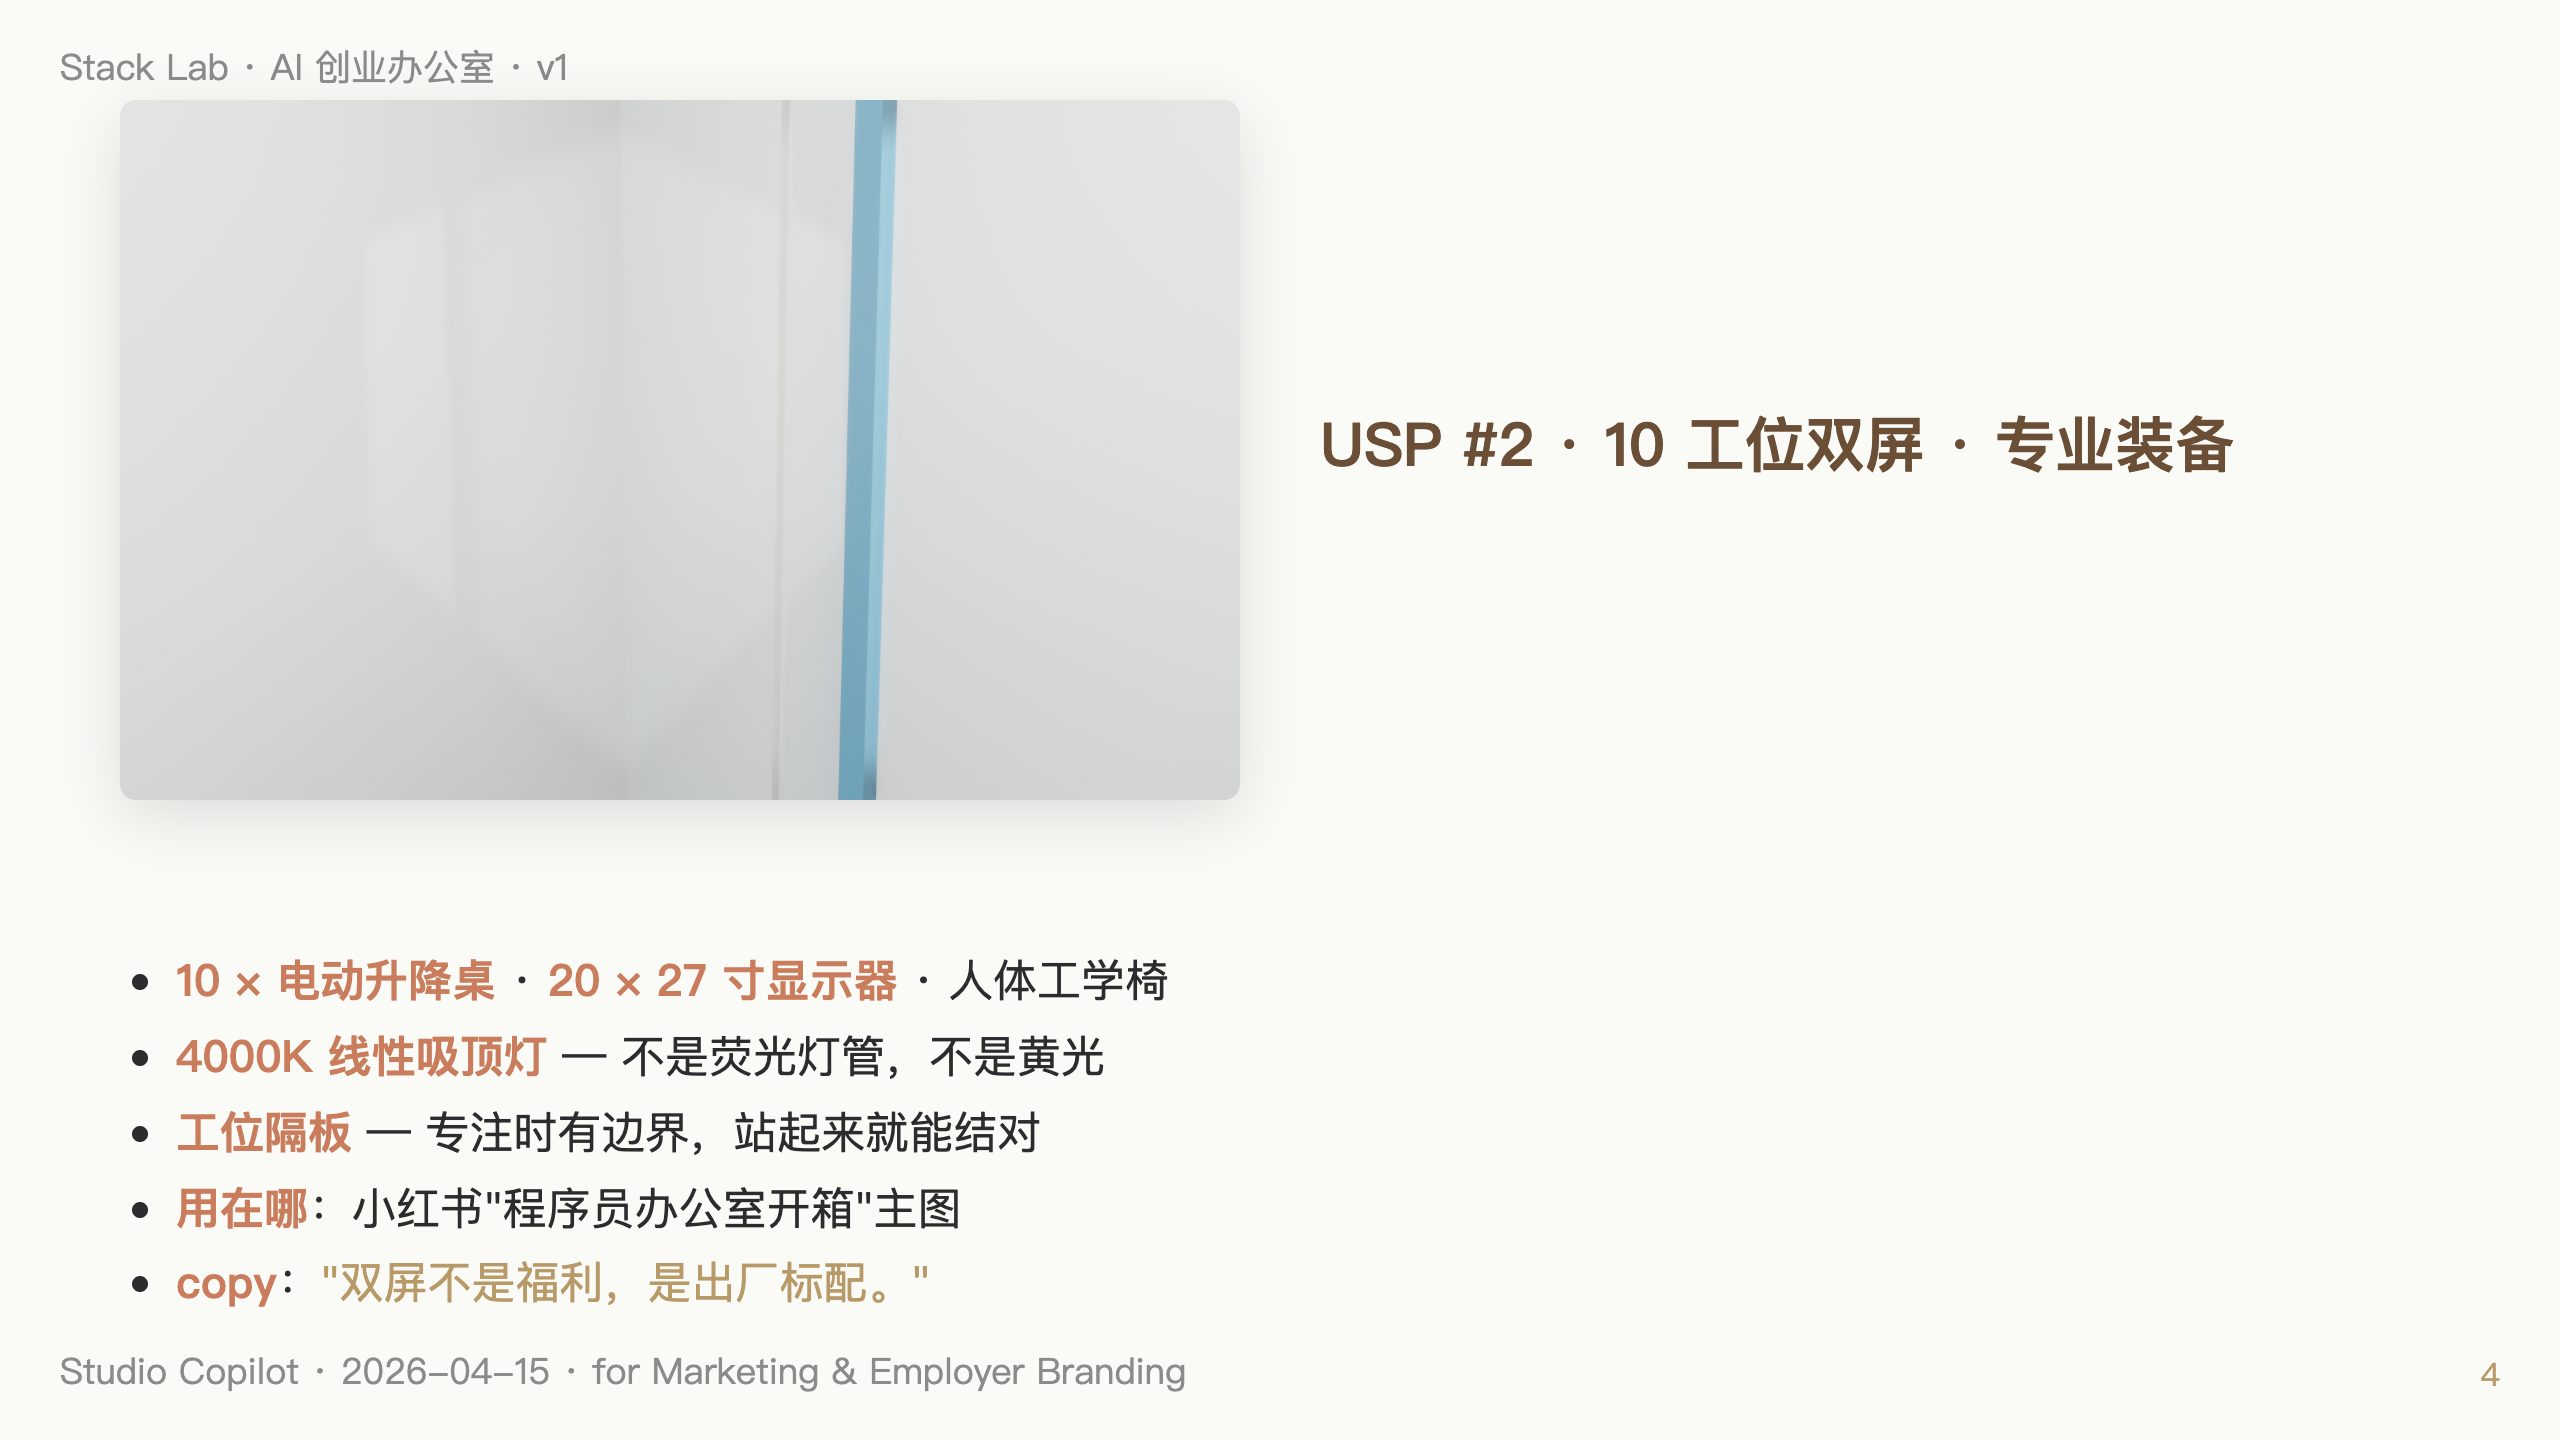 Stack Lab · AI 创业办公室 · v1
USP #2 · 10 工位双屏 · 专业装备
10 × 电动升降桌 · 20 × 27 寸显示器 · 人体工学椅
4000K 线性吸顶灯 — 不是荧光灯管，不是黄光
工位隔板 — 专注时有边界，站起来就能结对
用在哪：小红书"程序员办公室开箱"主图
copy："双屏不是福利，是出厂标配。"
Studio Copilot · 2026-04-15 · for Marketing & Employer Branding
4